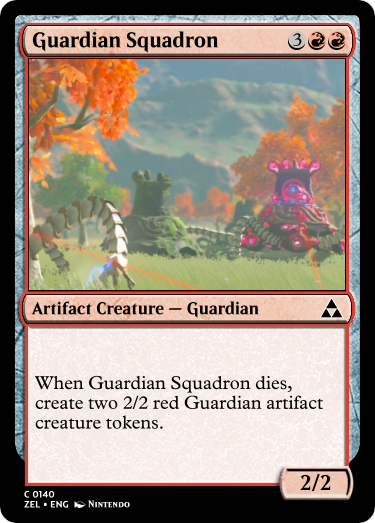 Guardian Squadron 3
Artifact Creature — Guardian
When Guardian Squadron dies,
create two 2/2 red Guardian artifact
creature tokens.
2/2
C 0140
ZEL • ENG Nintendo